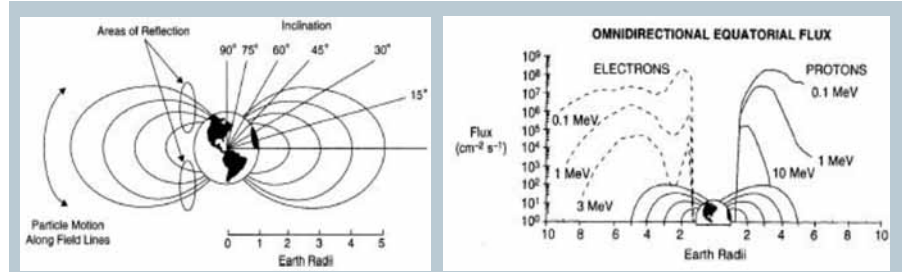 Areas of Reflection
Inclination
90° 75° 60° 45° 30°
15°
Particle Motion
Along Field Lines
0 1 2 3 4 5
Earth Radii
OMNIDIRECTIONAL EQUATORIAL FLUX
10⁹
10⁸
10⁷
10⁶
10⁵
10⁴
10³
10²
10¹
10⁰
Flux
(cm⁻² s⁻¹)
ELECTRONS
PROTONS
0.1 MeV
0.1 MeV
1 MeV
1 MeV
10 MeV
3 MeV
10 8 6 4 2 2 4 6 8 10
Earth Radii